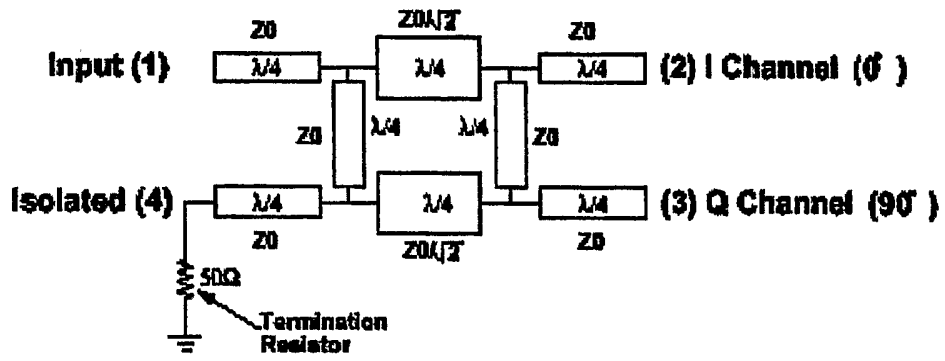 Z0 Z0/√2 Z0
Input (1) λ/4 λ/4 λ/4 (2) I Channel (0°)
Z0 λ/4 λ/4 Z0
Isolated (4) λ/4 λ/4 λ/4 (3) Q Channel (90°)
Z0 Z0/√2 Z0
50Ω
Termination
Resistor